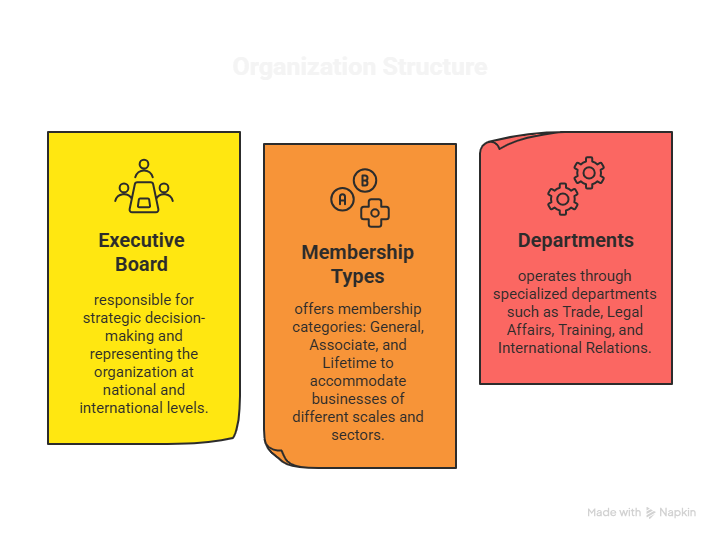 Organization Structure
Executive
Board
responsible for
strategic decision-
making and
representing the
organization at
national and
international levels.
A
B
Membership
Types
offers membership
categories: General,
Associate, and
Lifetime to
accommodate
businesses of
different scales and
sectors.
Departments
operates through
specialized departments
such as Trade, Legal
Affairs, Training, and
International Relations.
Made with Napkin